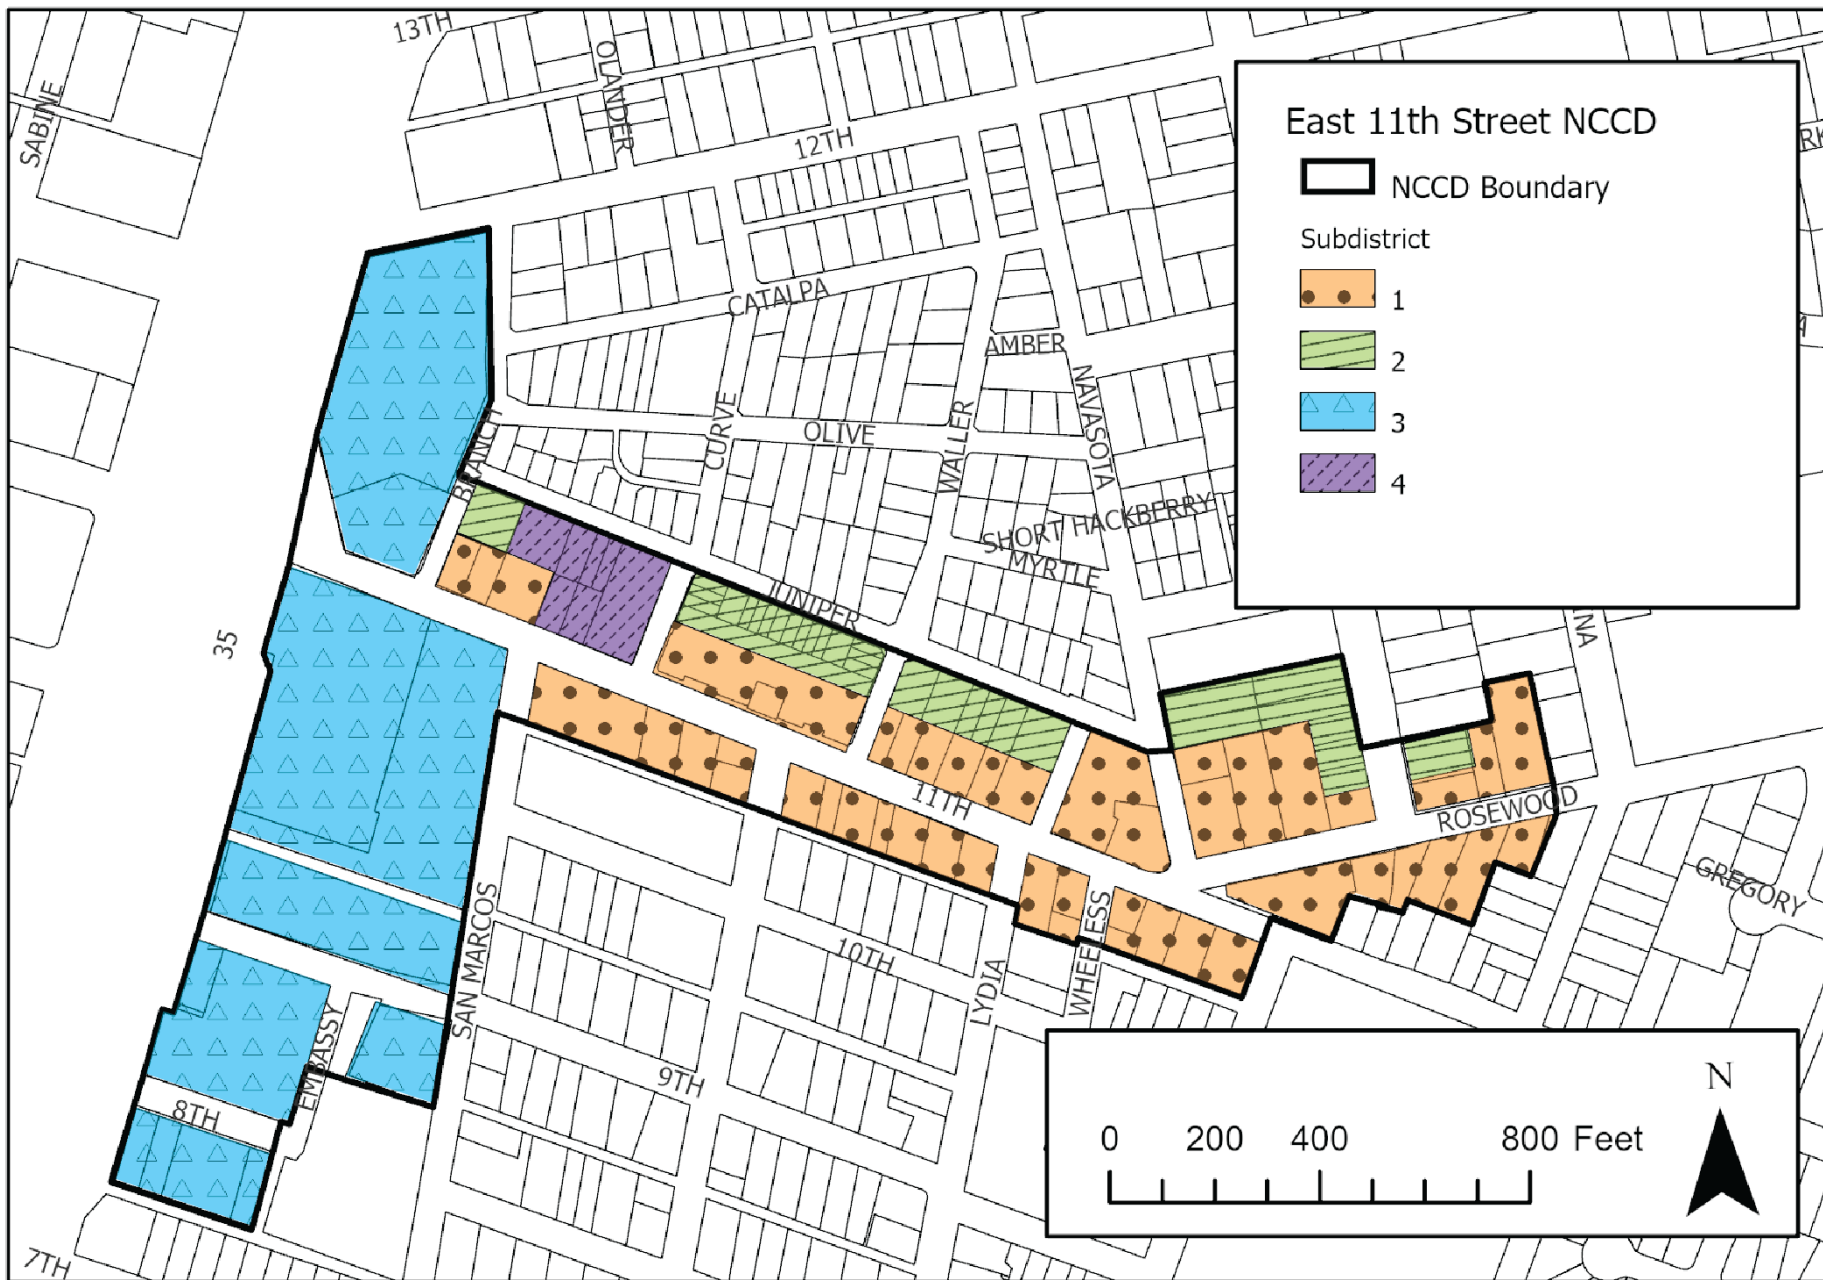 13TH
OLANDER
SABINE
12TH
East 11th Street NCCD
NCCD Boundary
Subdistrict
1
2
3
4
CATALPA
AMBER
NAVASOTA
CURVE
OLIVE
WALLER
BRANCH
SHORT HACKBERRY
MYRTLE
JUNIPER
35
NA
11TH
ROSEWOOD
GREGORY
SAN MARCOS
10TH
LYDIA
WHEELESS
EMBASSY
9TH
8TH
7TH
N
0 200 400 800 Feet